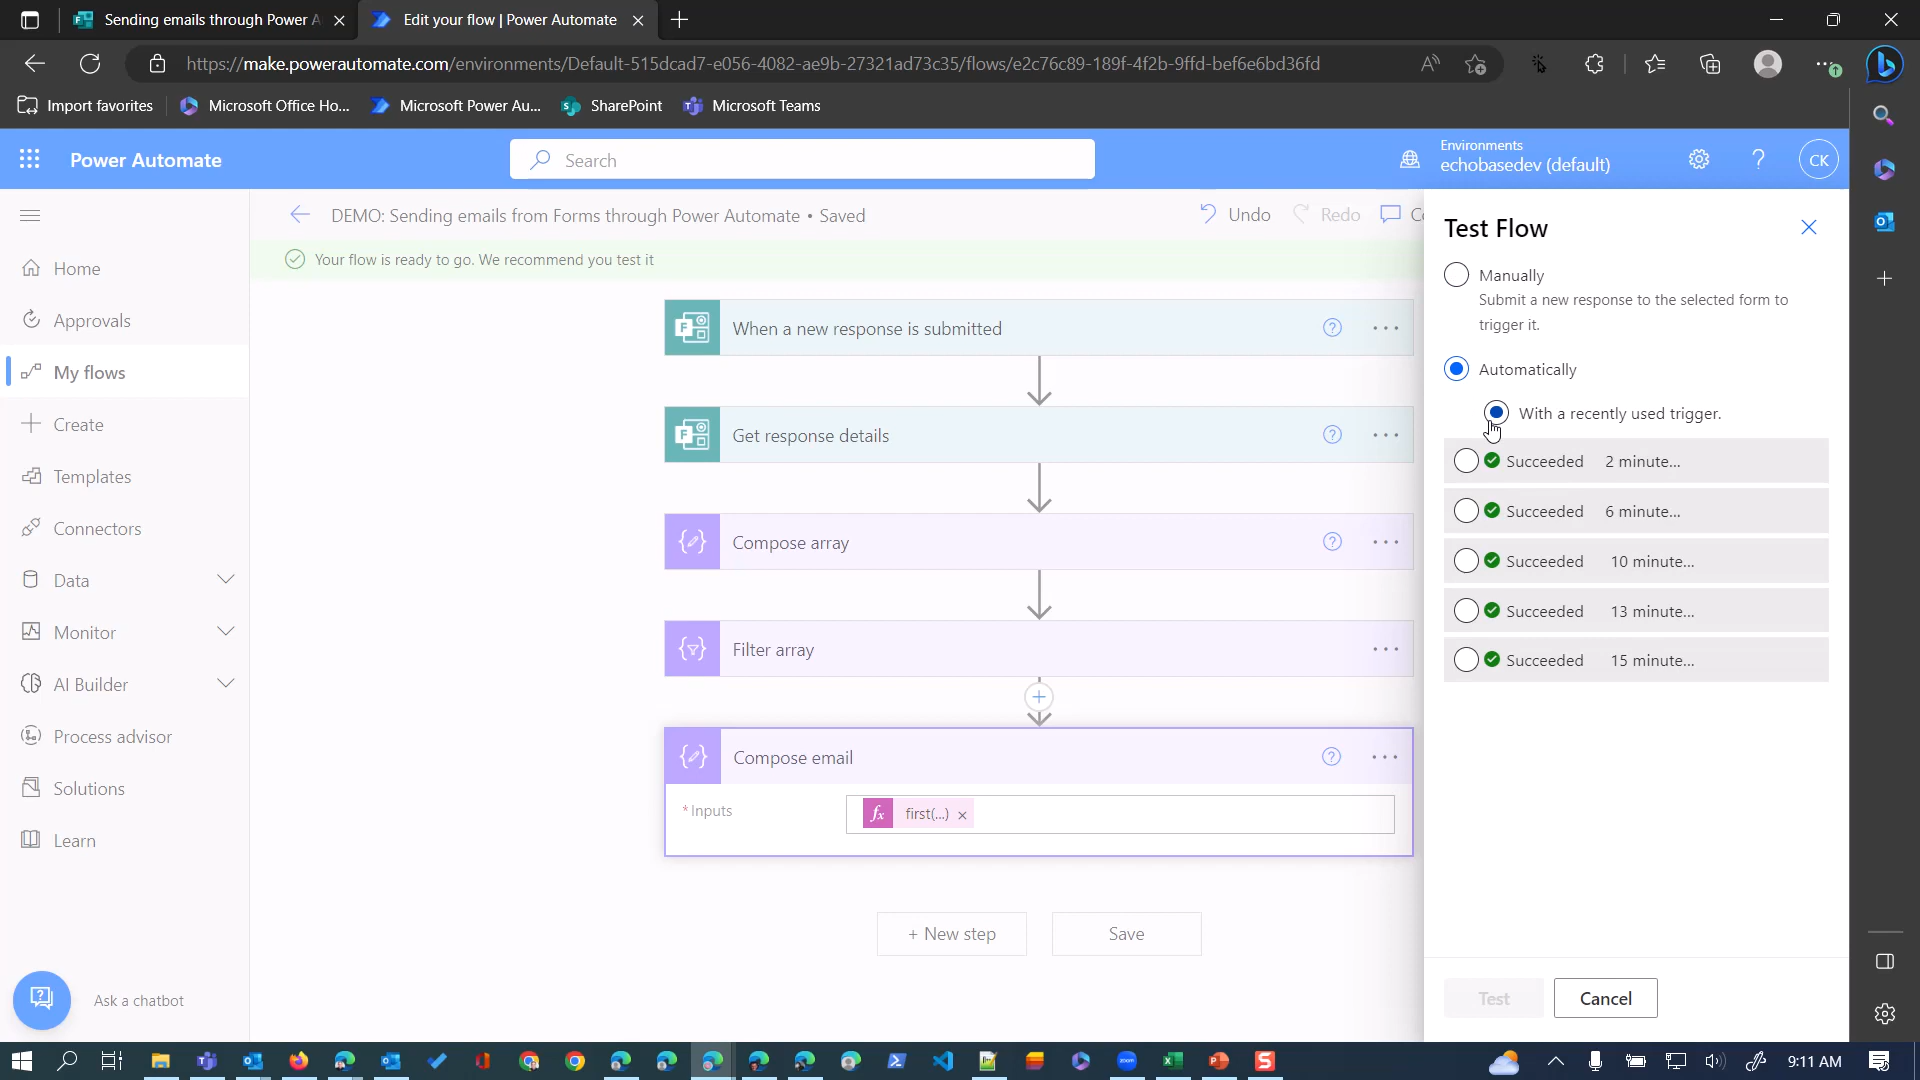 Sending emails through Power A
Edit your flow | Power Automate
https://make.powerautomate.com/environments/Default-515dcad7-e056-4082-ae9b-27321ad73c35/flows/e2c76c89-189f-4f2b-9ffd-bef6e6bd36fd
Import favorites
Microsoft Office Ho...
Microsoft Power Au...
SharePoint
Microsoft Teams
Power Automate
Search
Environments
echobasedev (default)
CK
DEMO: Sending emails from Forms through Power Automate • Saved
Undo
Redo
Your flow is ready to go. We recommend you test it
Home
Approvals
My flows
Create
Templates
Connectors
Data
Monitor
AI Builder
Process advisor
Solutions
Learn
Ask a chatbot
When a new response is submitted
Get response details
Compose array
Filter array
Compose email
* Inputs
fx first(...) ×
+ New step
Save
Test Flow
Manually
Submit a new response to the selected form to
trigger it.
Automatically
With a recently used trigger.
Succeeded 2 minute...
Succeeded 6 minute...
Succeeded 10 minute...
Succeeded 13 minute...
Succeeded 15 minute...
Test
Cancel
9:11 AM